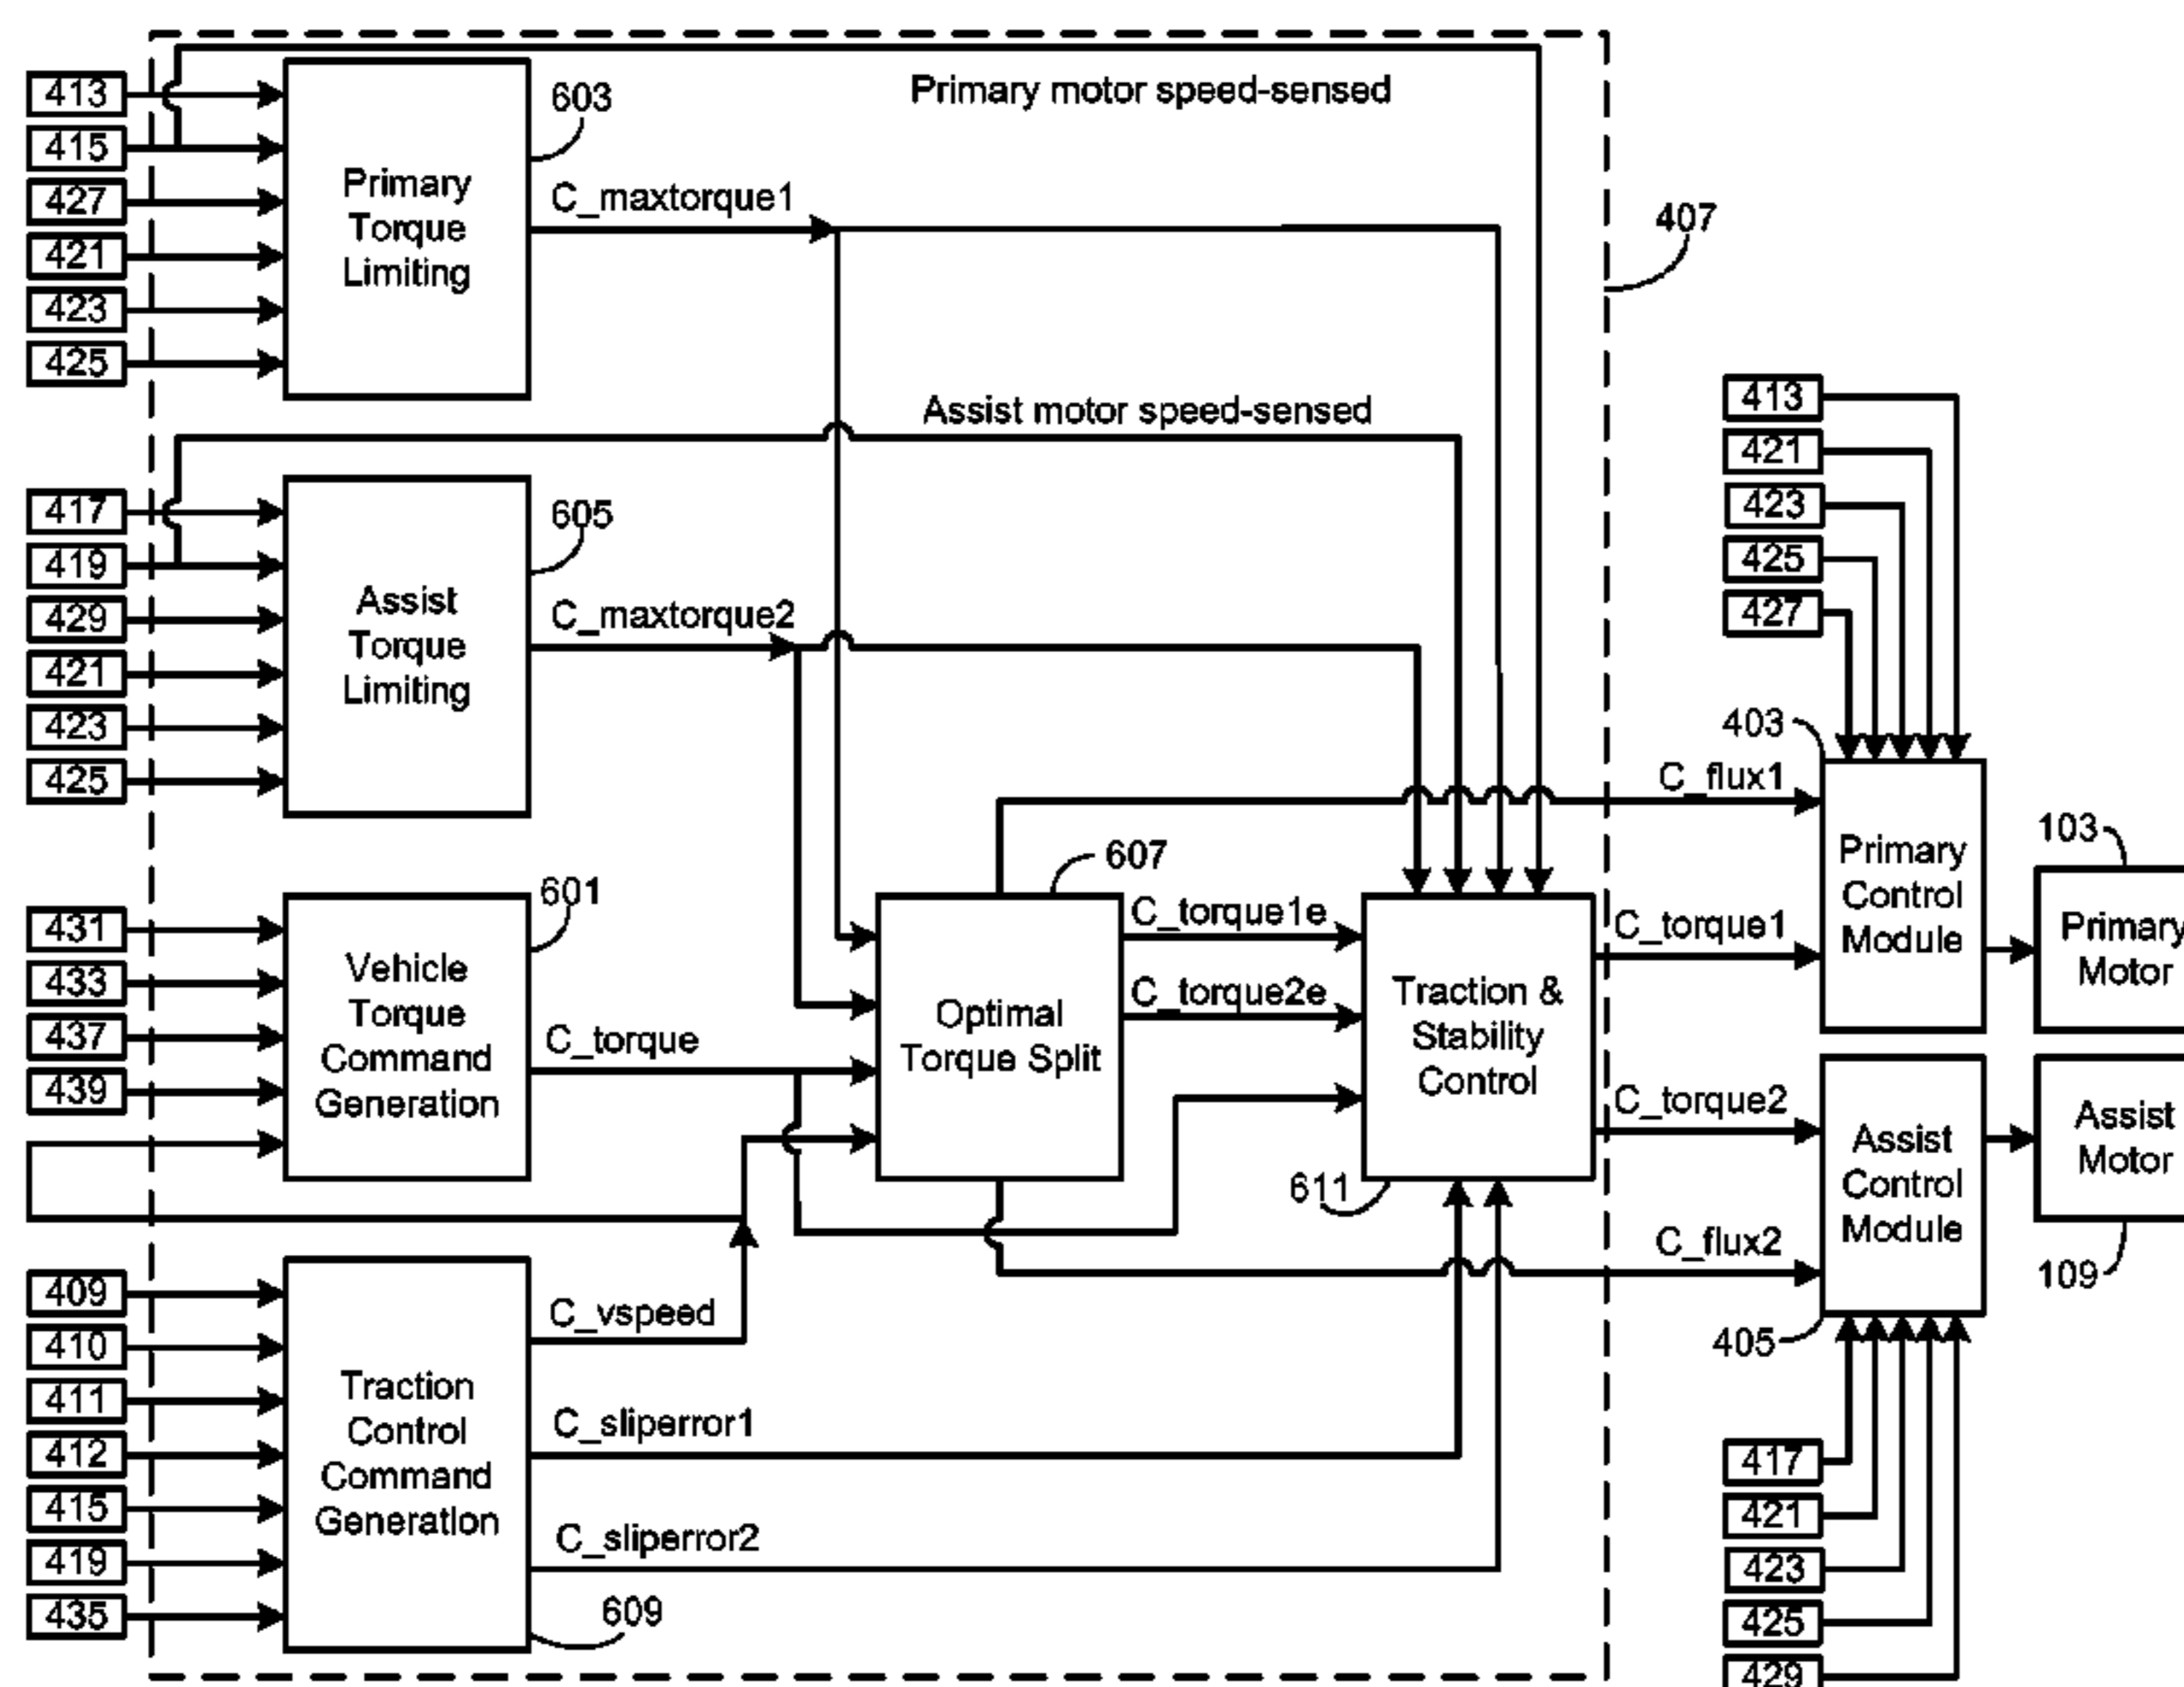 413
415
427
421
423
425
Primary
Torque
Limiting
603
C_maxtorque1
Primary motor speed-sensed
407
417
419
429
421
423
425
Assist
Torque
Limiting
605
C_maxtorque2
Assist motor speed-sensed
431
433
437
439
Vehicle
Torque
Command
Generation
601
C_torque
409
410
411
412
415
419
435
Traction
Control
Command
Generation
609
C_vspeed
C_sliperror1
C_sliperror2
Optimal
Torque Split
607
C_torque1e
C_torque2e
Traction &
Stability
Control
611
C_flux1
C_torque1
C_torque2
C_flux2
413
421
423
425
427
403
Primary
Control
Module
103
Primary
Motor
Assist
Control
Module
405
Assist
Motor
109
417
421
423
425
429